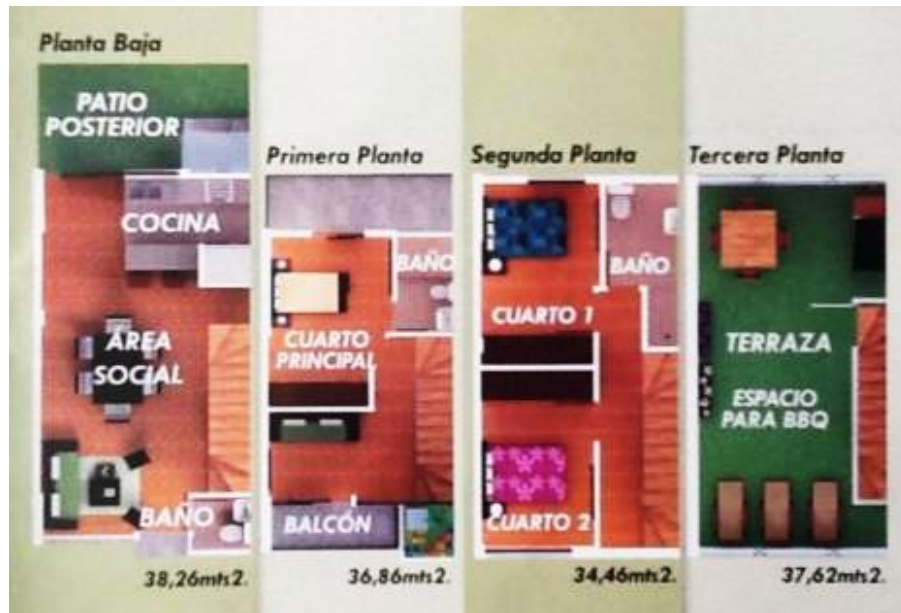 Planta Baja
PATIO
POSTERIOR
COCINA
ÁREA
SOCIAL
BAÑO
38,26mts2.
Primera Planta
BAÑO
CUARTO
PRINCIPAL
BALCÓN
36,86mts2.
Segunda Planta
BAÑO
CUARTO 1
CUARTO 2
34,46mts2.
Tercera Planta
TERRAZA
ESPACIO
PARA BBQ
37,62mts2.